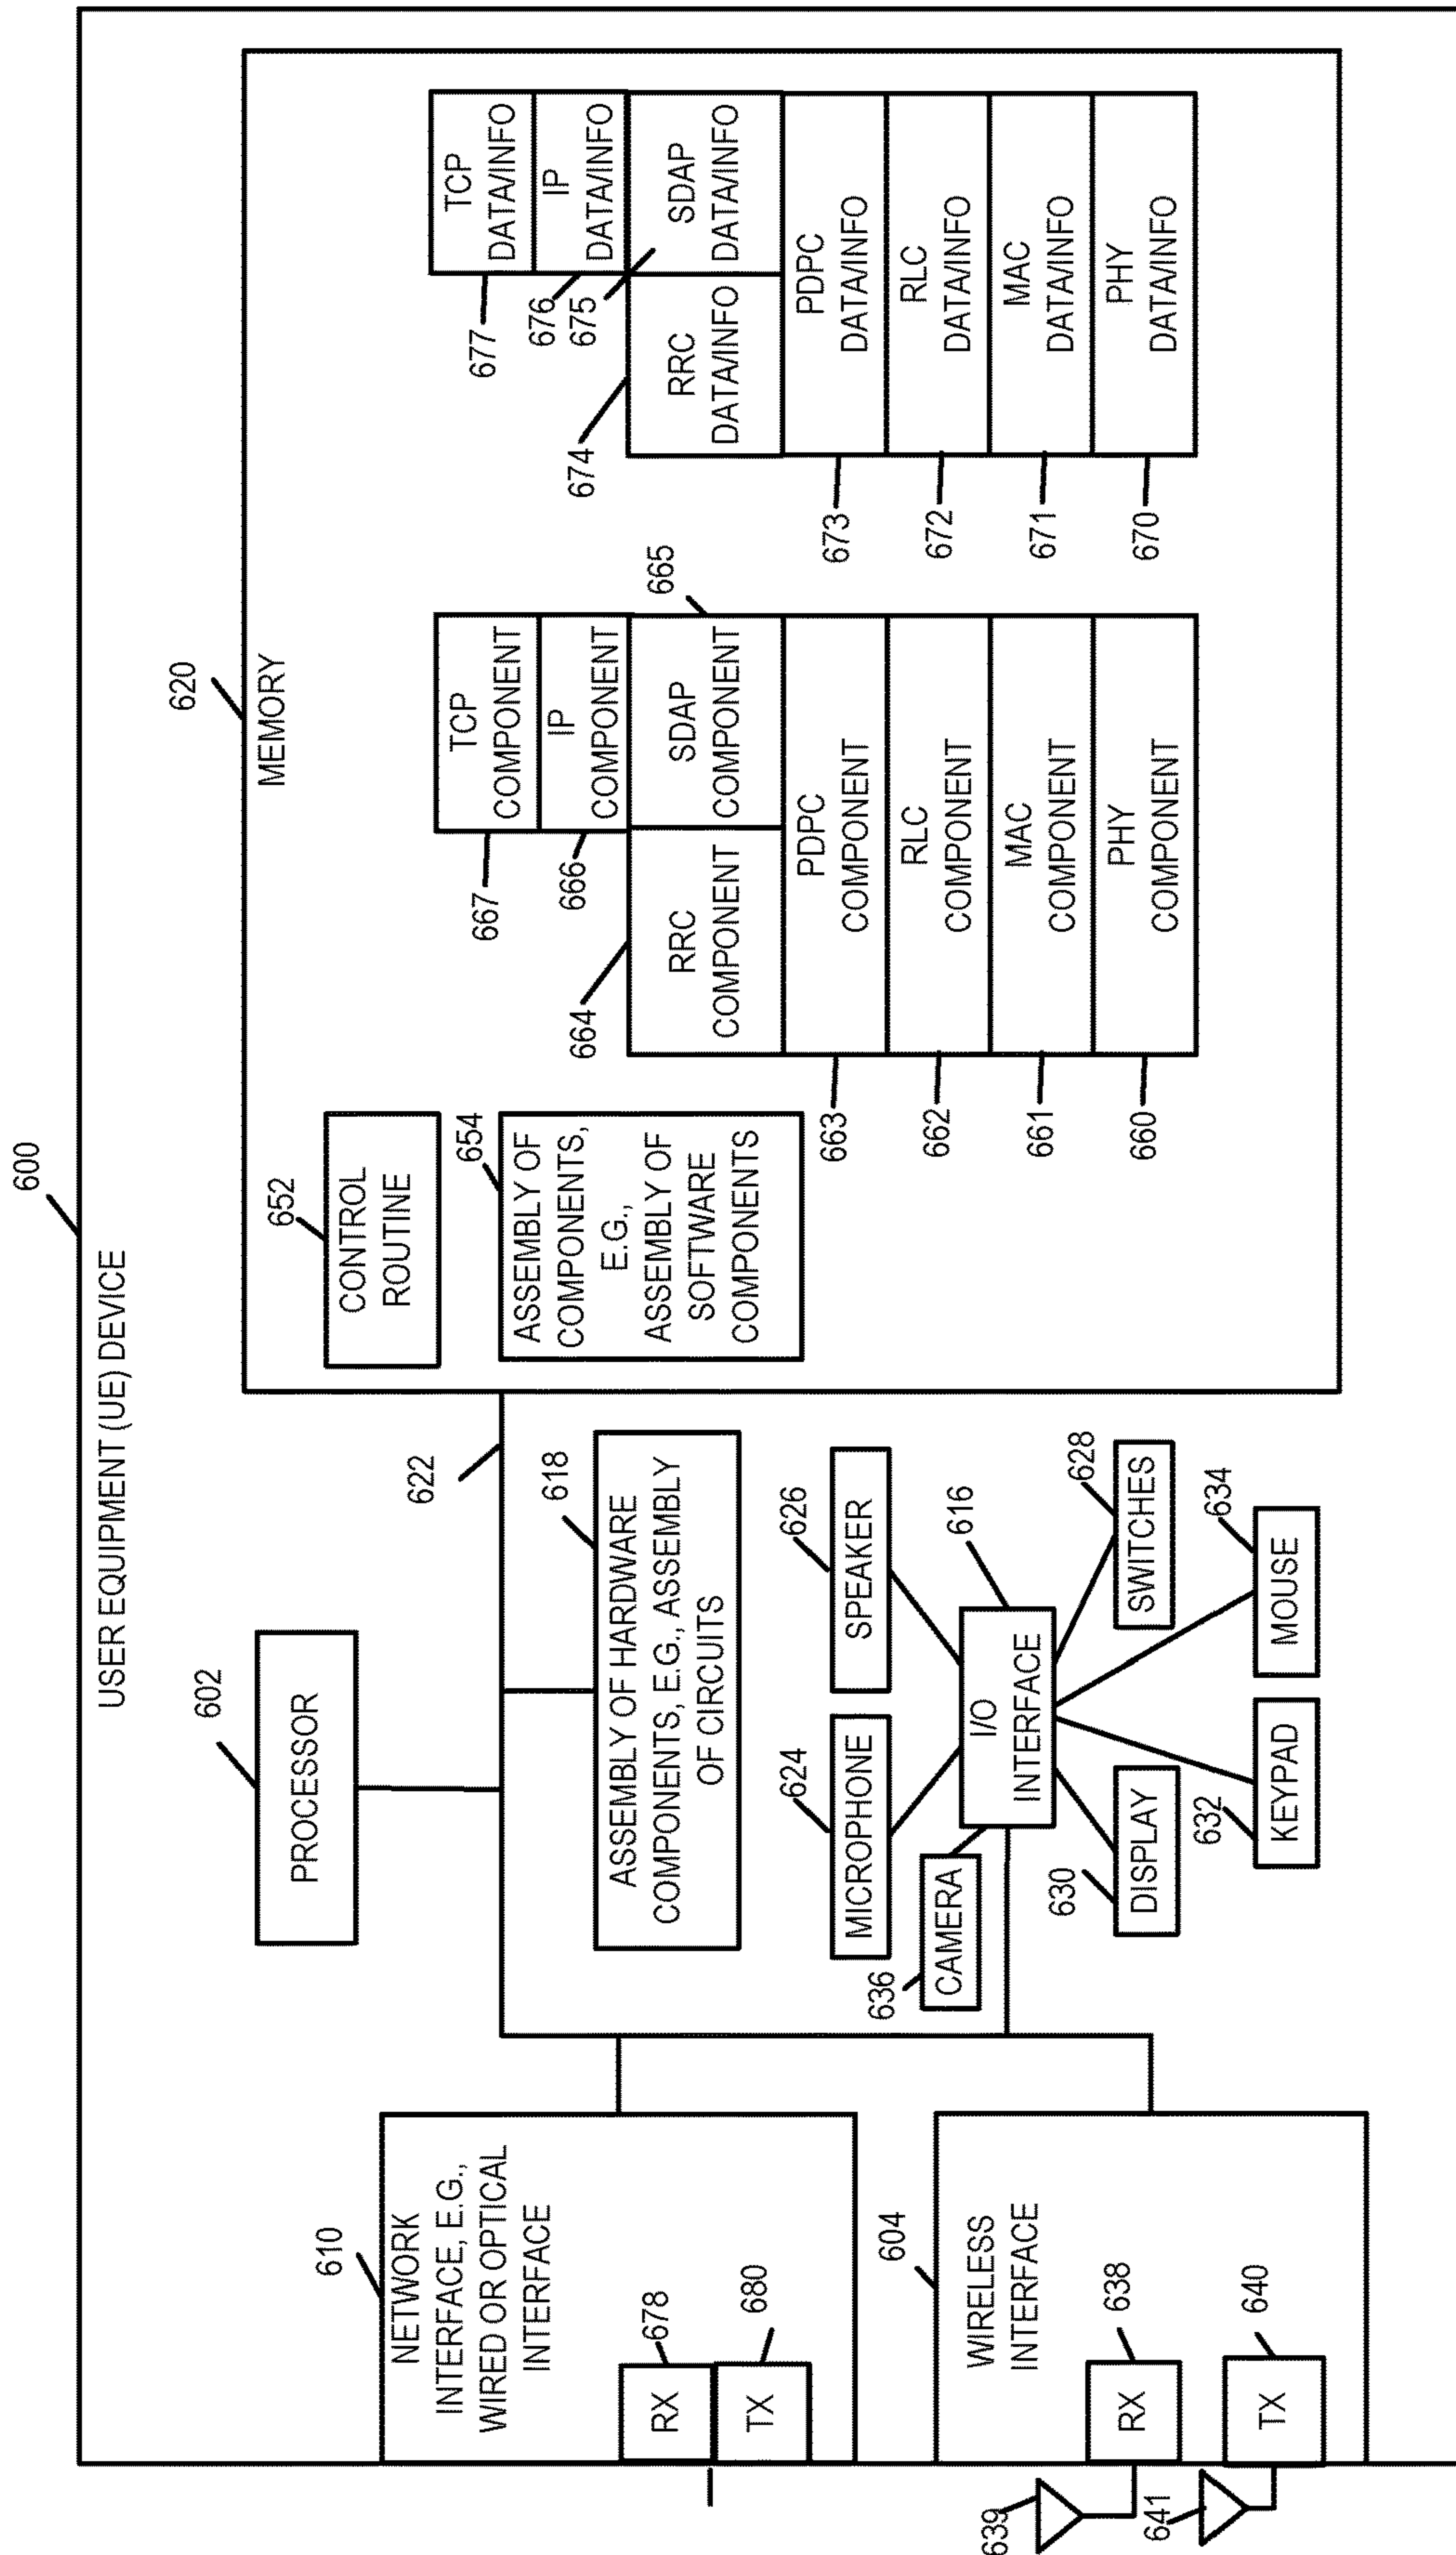 600
USER EQUIPMENT (UE) DEVICE
610
NETWORK
INTERFACE, E.G.,
WIRED OR OPTICAL
INTERFACE
678
RX
680
TX
604
WIRELESS
INTERFACE
638
RX
640
TX
639
641
602
PROCESSOR
622
618
ASSEMBLY OF HARDWARE
COMPONENTS, E.G., ASSEMBLY
OF CIRCUITS
624
MICROPHONE
626
SPEAKER
636
CAMERA
616
I/O
INTERFACE
630
DISPLAY
628
SWITCHES
632
KEYPAD
634
MOUSE
620
MEMORY
652
CONTROL
ROUTINE
654
ASSEMBLY OF
COMPONENTS,
E.G.,
ASSEMBLY OF
SOFTWARE
COMPONENTS
667
TCP
COMPONENT
666
IP
COMPONENT
664
RRC
COMPONENT
665
SDAP
COMPONENT
663
PDPC
COMPONENT
662
RLC
COMPONENT
661
MAC
COMPONENT
660
PHY
COMPONENT
677
TCP
DATA/INFO
676
IP
DATA/INFO
675
674
RRC
DATA/INFO
SDAP
DATA/INFO
673
PDPC
DATA/INFO
672
RLC
DATA/INFO
671
MAC
DATA/INFO
670
PHY
DATA/INFO